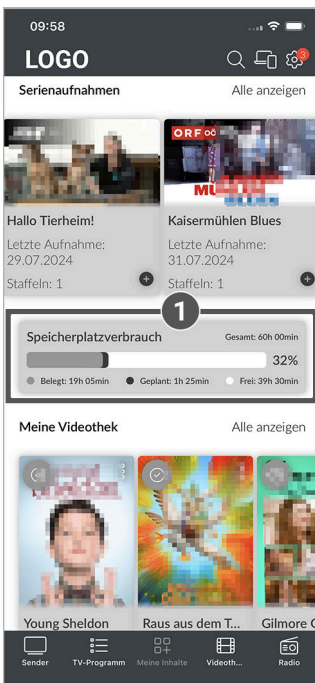 09:58
LOGO
3
Serienaufnahmen Alle anzeigen
ORF OÖ
Hallo Tierheim!
Letzte Aufnahme:
29.07.2024
Staffeln: 1
Kaisermühlen Blues
Letzte Aufnahme:
31.07.2024
Staffeln: 1
1
Speicherplatzverbrauch Gesamt: 60h 00min
32%
Belegt: 19h 05min Geplant: 1h 25min Frei: 39h 30min
Meine Videothek Alle anzeigen
Young Sheldon Raus aus dem T... Gilmore
Sender TV-Programm Meine Inhalte Videoth... Radio